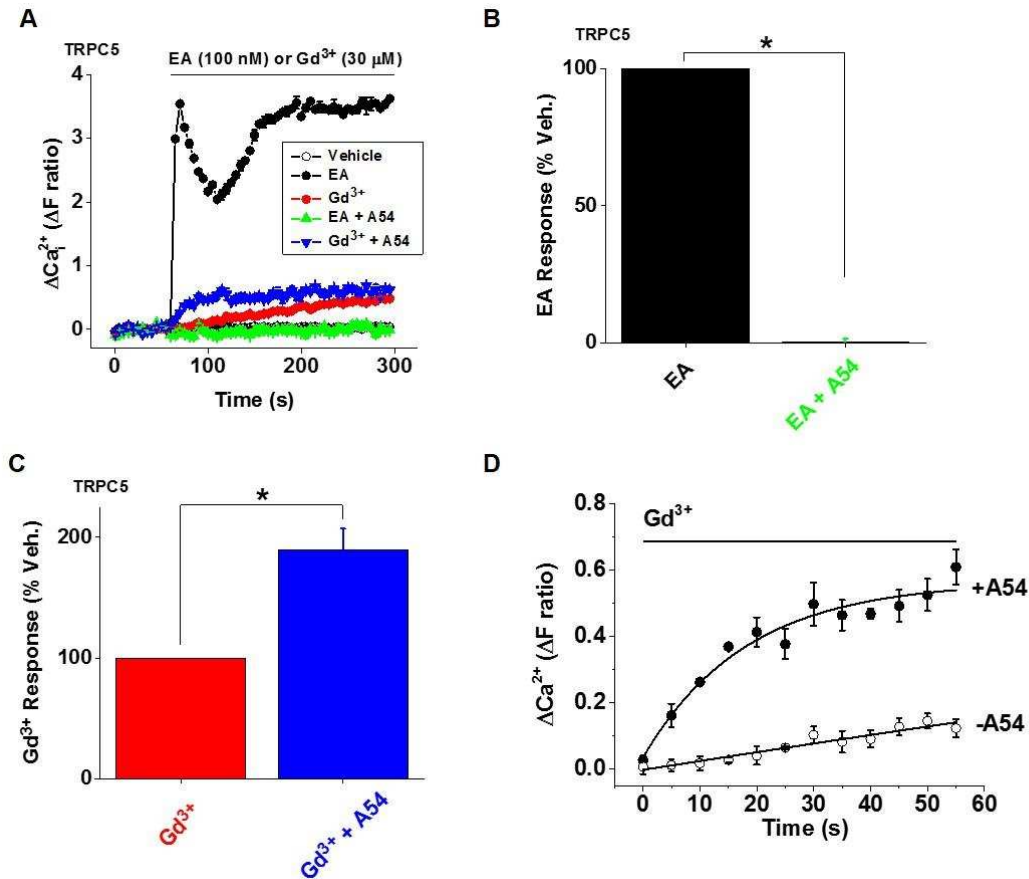 A
TRPC5
EA (100 nM) or Gd³⁺ (30 µM)
4
3
2
1
0
ΔCa²⁺ᵢ (ΔF ratio)
Vehicle
EA
Gd³⁺
EA + A54
Gd³⁺ + A54
0 100 200 300
Time (s)
B
TRPC5
*
100
50
0
EA Response (% Veh.)
EA
EA + A54
C
TRPC5
*
200
100
0
Gd³⁺ Response (% Veh.)
Gd³⁺
Gd³⁺ + A54
D
Gd³⁺
0.8
0.6
0.4
0.2
0.0
ΔCa²⁺ (ΔF ratio)
+A54
-A54
0 10 20 30 40 50 60
Time (s)